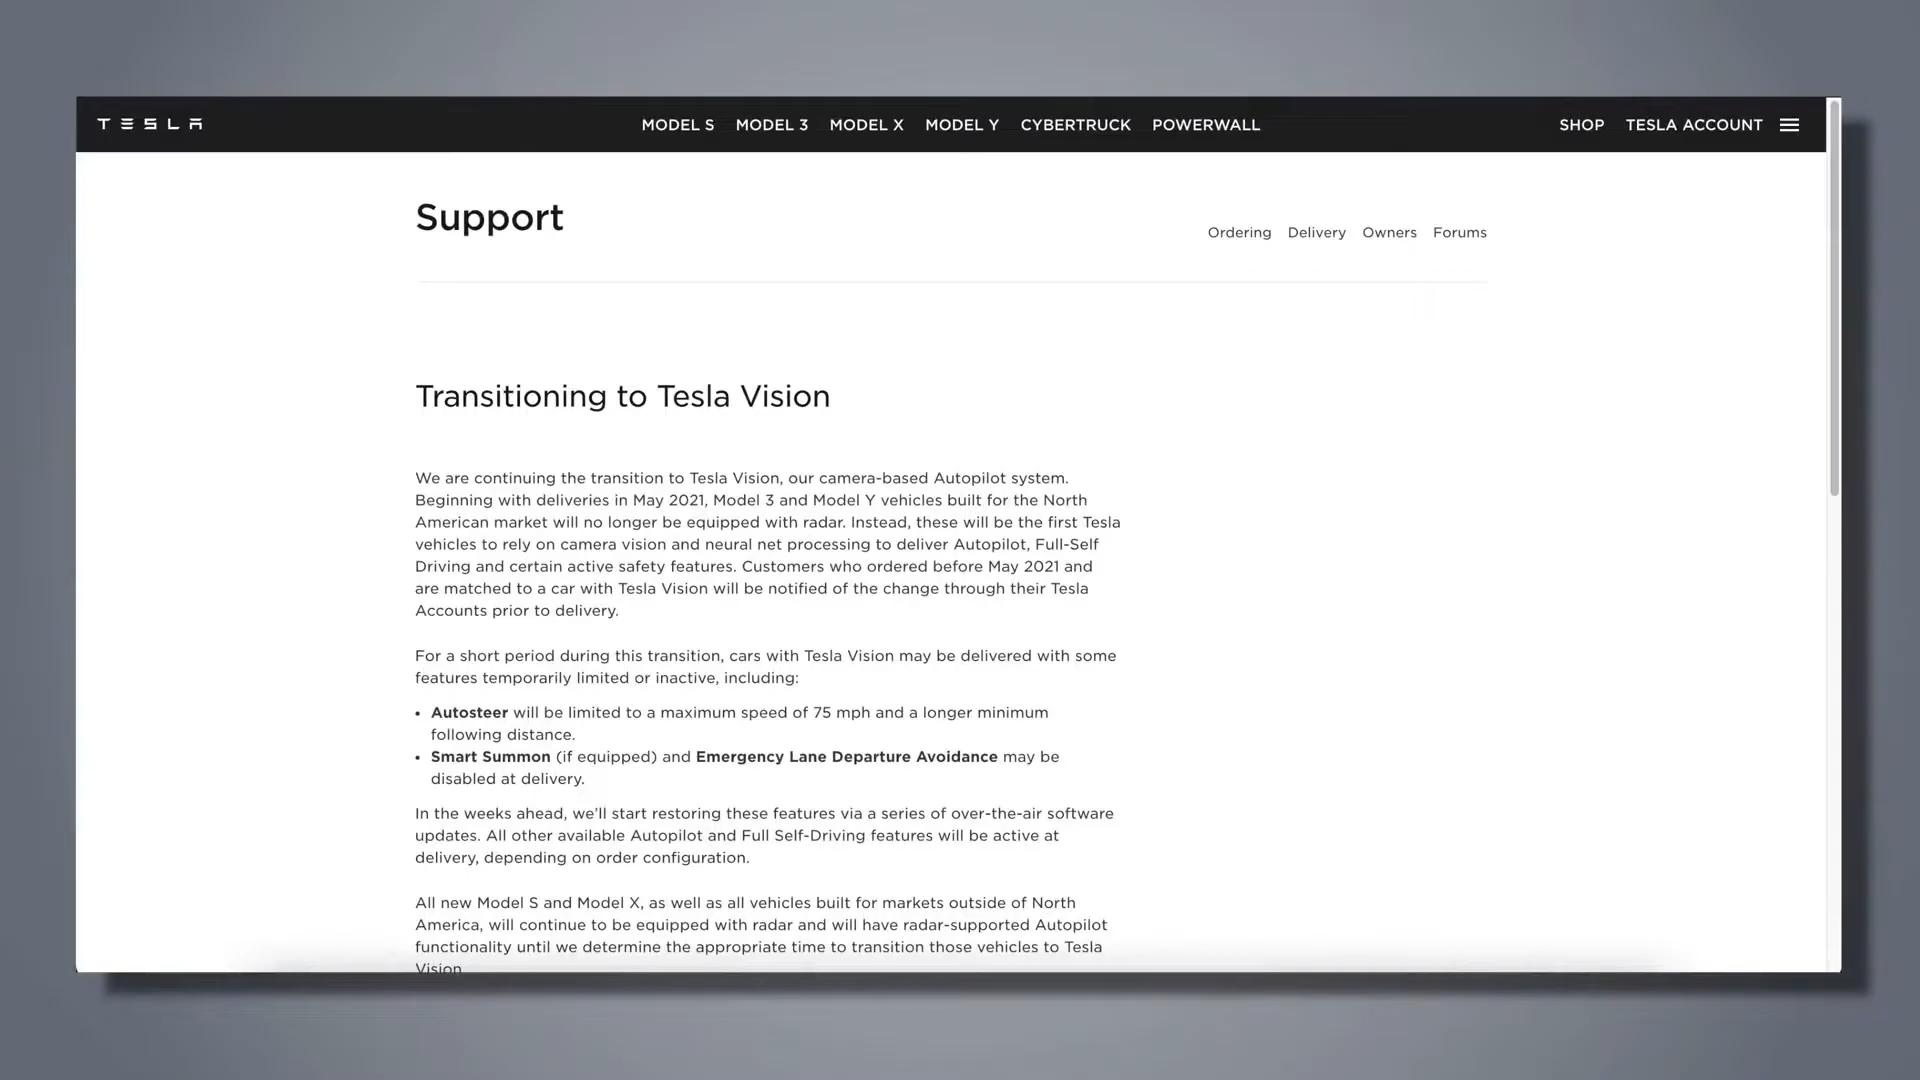 TESLA
MODEL S MODEL 3 MODEL X MODEL Y CYBERTRUCK POWERWALL
SHOP TESLA ACCOUNT
Support
Ordering Delivery Owners Forums
Transitioning to Tesla Vision
We are continuing the transition to Tesla Vision, our camera-based Autopilot system.
Beginning with deliveries in May 2021, Model 3 and Model Y vehicles built for the North
American market will no longer be equipped with radar. Instead, these will be the first Tesla
vehicles to rely on camera vision and neural net processing to deliver Autopilot, Full-Self
Driving and certain active safety features. Customers who ordered before May 2021 and
are matched to a car with Tesla Vision will be notified of the change through their Tesla
Accounts prior to delivery.
For a short period during this transition, cars with Tesla Vision may be delivered with some
features temporarily limited or inactive, including:
• Autosteer will be limited to a maximum speed of 75 mph and a longer minimum
following distance.
• Smart Summon (if equipped) and Emergency Lane Departure Avoidance may be
disabled at delivery.
In the weeks ahead, we’ll start restoring these features via a series of over-the-air software
updates. All other available Autopilot and Full Self-Driving features will be active at
delivery, depending on order configuration.
All new Model S and Model X, as well as all vehicles built for markets outside of North
America, will continue to be equipped with radar and will have radar-supported Autopilot
functionality until we determine the appropriate time to transition those vehicles to Tesla
Vision